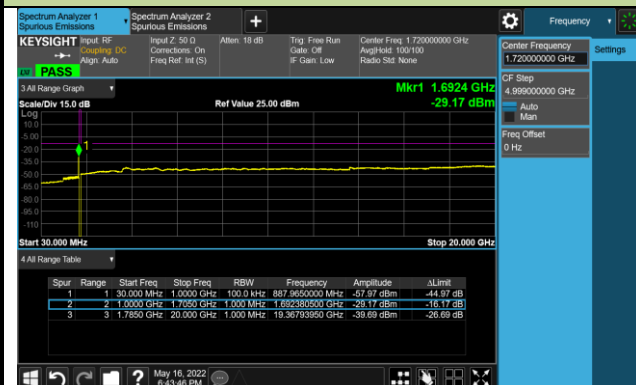 Spectrum Analyzer 1
Spurious Emissions
Spectrum Analyzer 2
Spurious Emissions
+
Frequency
KEYSIGHT
Input: RF
Coupling: DC
Align: Auto
Input Z: 50 Ω
Corrections: On
Freq Ref: Int (S)
Atten: 18 dB
Trig: Free Run
Gate: Off
IF Gain: Low
Center Freq: 1.720000000 GHz
Avg|Hold: 100/100
Radio Std: None
PASS
Center Frequency
1.720000000 GHz
Settings
CF Step
4.999000000 GHz
Auto
Man
Freq Offset
0 Hz
3 All Range Graph
Mkr1 1.6924 GHz
-29.17 dBm
Scale/Div 15.0 dB
Ref Value 25.00 dBm
Log
10.0
-5.00
-20.0
-35.0
-50.0
-65.0
-80.0
-95.0
-110
1
Start 30.000 MHz
Stop 20.000 GHz
4 All Range Table
Spur Range Start Freq Stop Freq RBW Frequency Amplitude ΔLimit
1 1 30.000 MHz 1.0000 GHz 100.0 kHz 887.9650000 MHz -57.97 dBm -44.97 dB
2 2 1.0000 GHz 1.7050 GHz 1.000 MHz 1.692380500 GHz -29.17 dBm -16.17 dB
3 3 1.7850 GHz 20.000 GHz 1.000 MHz 19.36793950 GHz -39.69 dBm -26.69 dB
?
May 16, 2022
6:43:46 PM